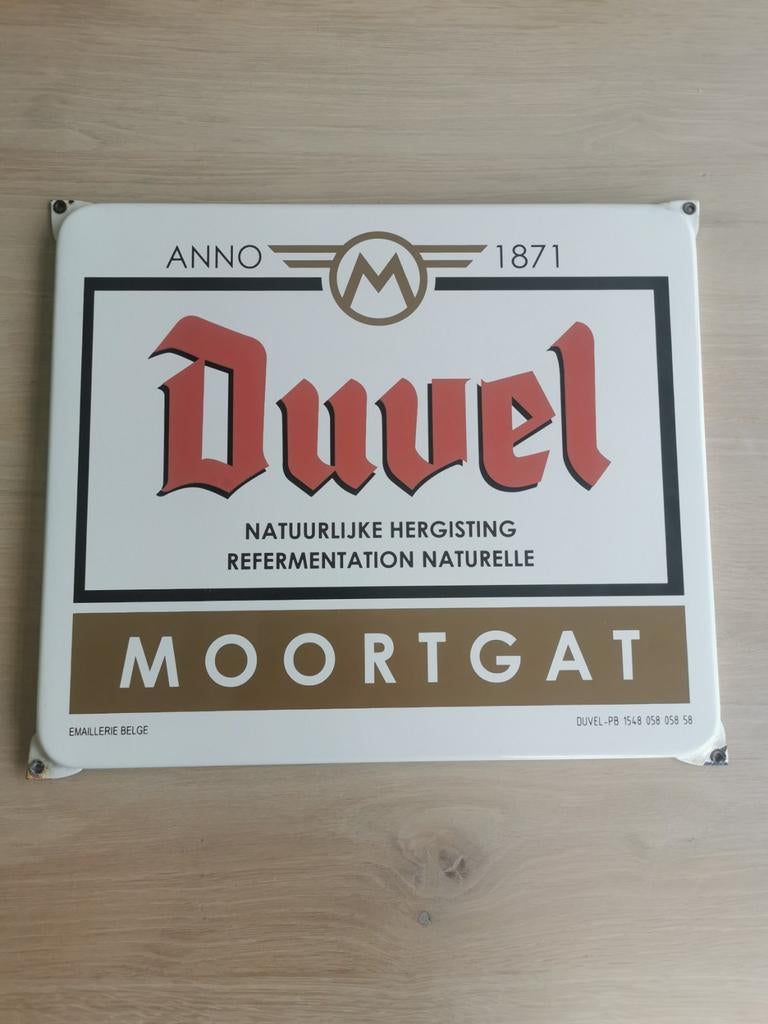 ANNO M 1871
Duvel
NATUURLIJKE HERGISTING
REFERMENTATION NATURELLE
MOORTGAT
EMAILLERIE BELGE
DUVEL-PB 1548 058 058 58